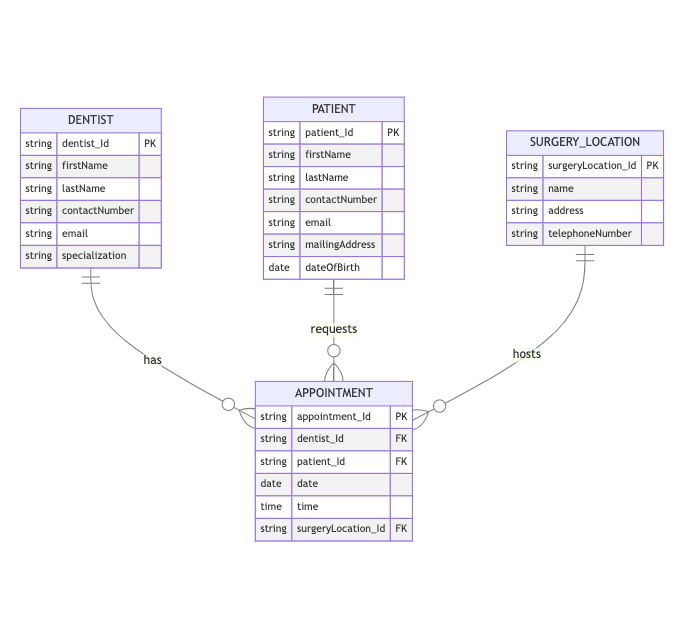 DENTIST
string dentist_Id PK
string firstName
string lastName
string contactNumber
string email
string specialization
PATIENT
string patient_Id PK
string firstName
string lastName
string contactNumber
string email
string mailingAddress
date dateOfBirth
SURGERY_LOCATION
string surgeryLocation_Id PK
string name
string address
string telephoneNumber
has
requests
hosts
APPOINTMENT
string appointment_Id PK
string dentist_Id FK
string patient_Id FK
date date
time time
string surgeryLocation_Id FK